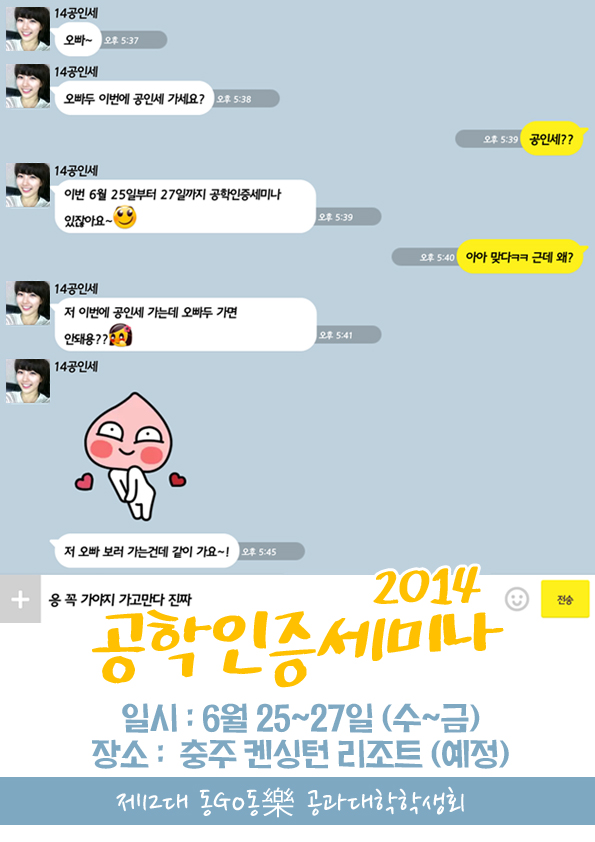 14공인세
오빠~
오후 5:37
14공인세
오빠두 이번에 공인세 가세요?
오후 5:38
오후 5:39
공인세??
14공인세
이번 6월 25일부터 27일까지 공학인증세미나
있잖아요~
오후 5:39
오후 5:40
아아 맞다ㅋㅋ 근데 왜?
14공인세
저 이번에 공인세 가는데 오빠두 가면
안돼용??
오후 5:41
14공인세
저 오빠 보러 가는건데 같이 가요~!
오후 5:45
응 꼭 가야지 가고만다 진짜
전송
2014
공학인증세미나
일시 : 6월 25~27일 (수~금)
장소 : 충주 켄싱턴 리조트 (예정)
제12대 동GO동樂 공과대학학생회